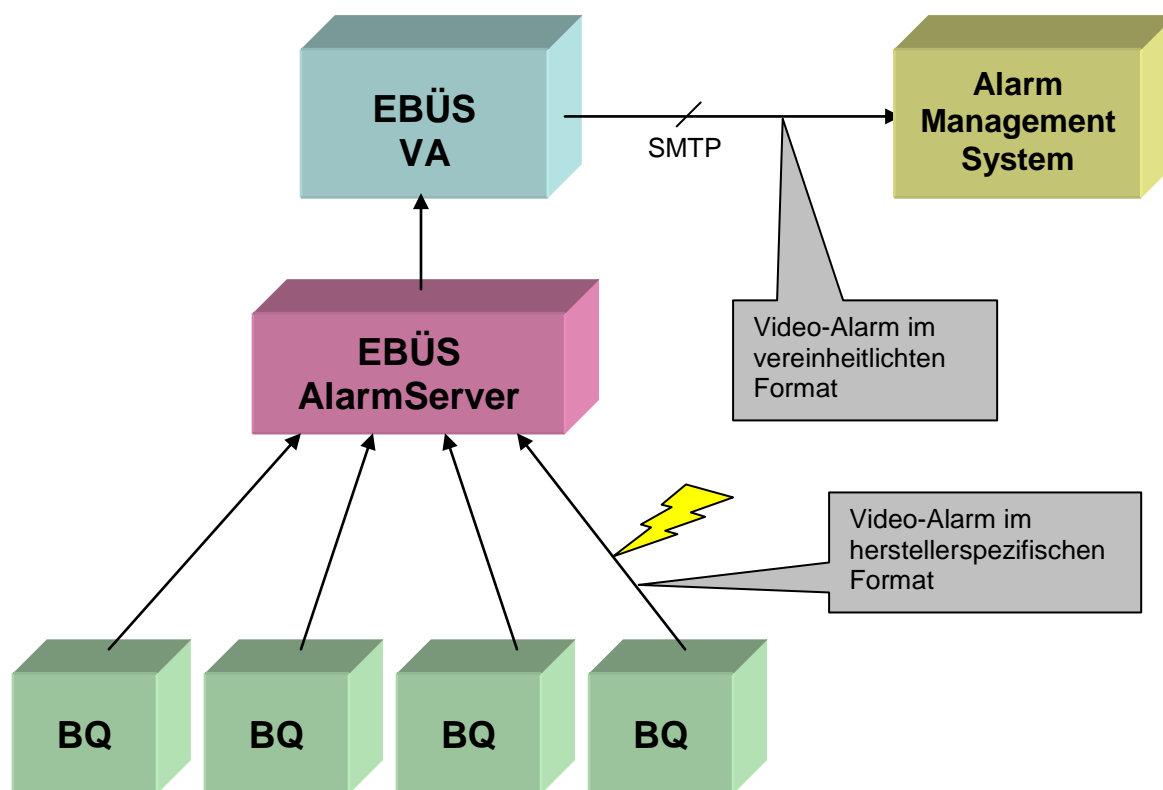 EBÜS
VA
Alarm
Management
System
SMTP
Video-Alarm im
vereinheitlichten
Format
EBÜS
AlarmServer
Video-Alarm im
herstellerspezifischen
Format
BQ
BQ
BQ
BQ